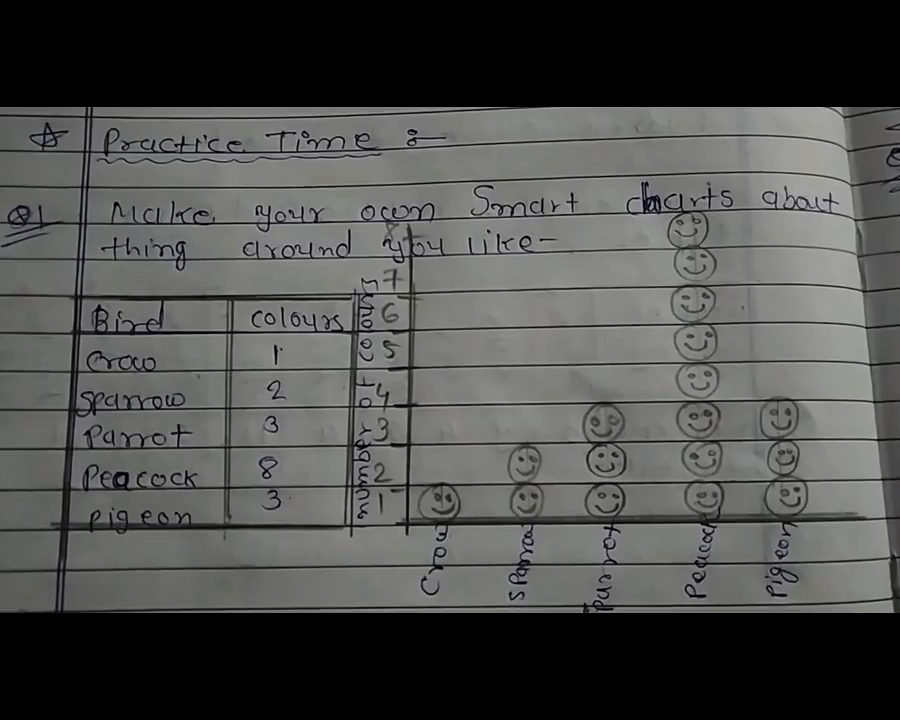 ☆ Practice Time :-
Q1 Make your own Smart charts about
thing around you like-
Bird colours
Crow 1
Sparrow 2
Parrot 3
Peacock 8
Pigeon 3
number of colours
7
6
5
4
3
2
1
Crow
Sparrow
Parrot
Peacock
Pigeon